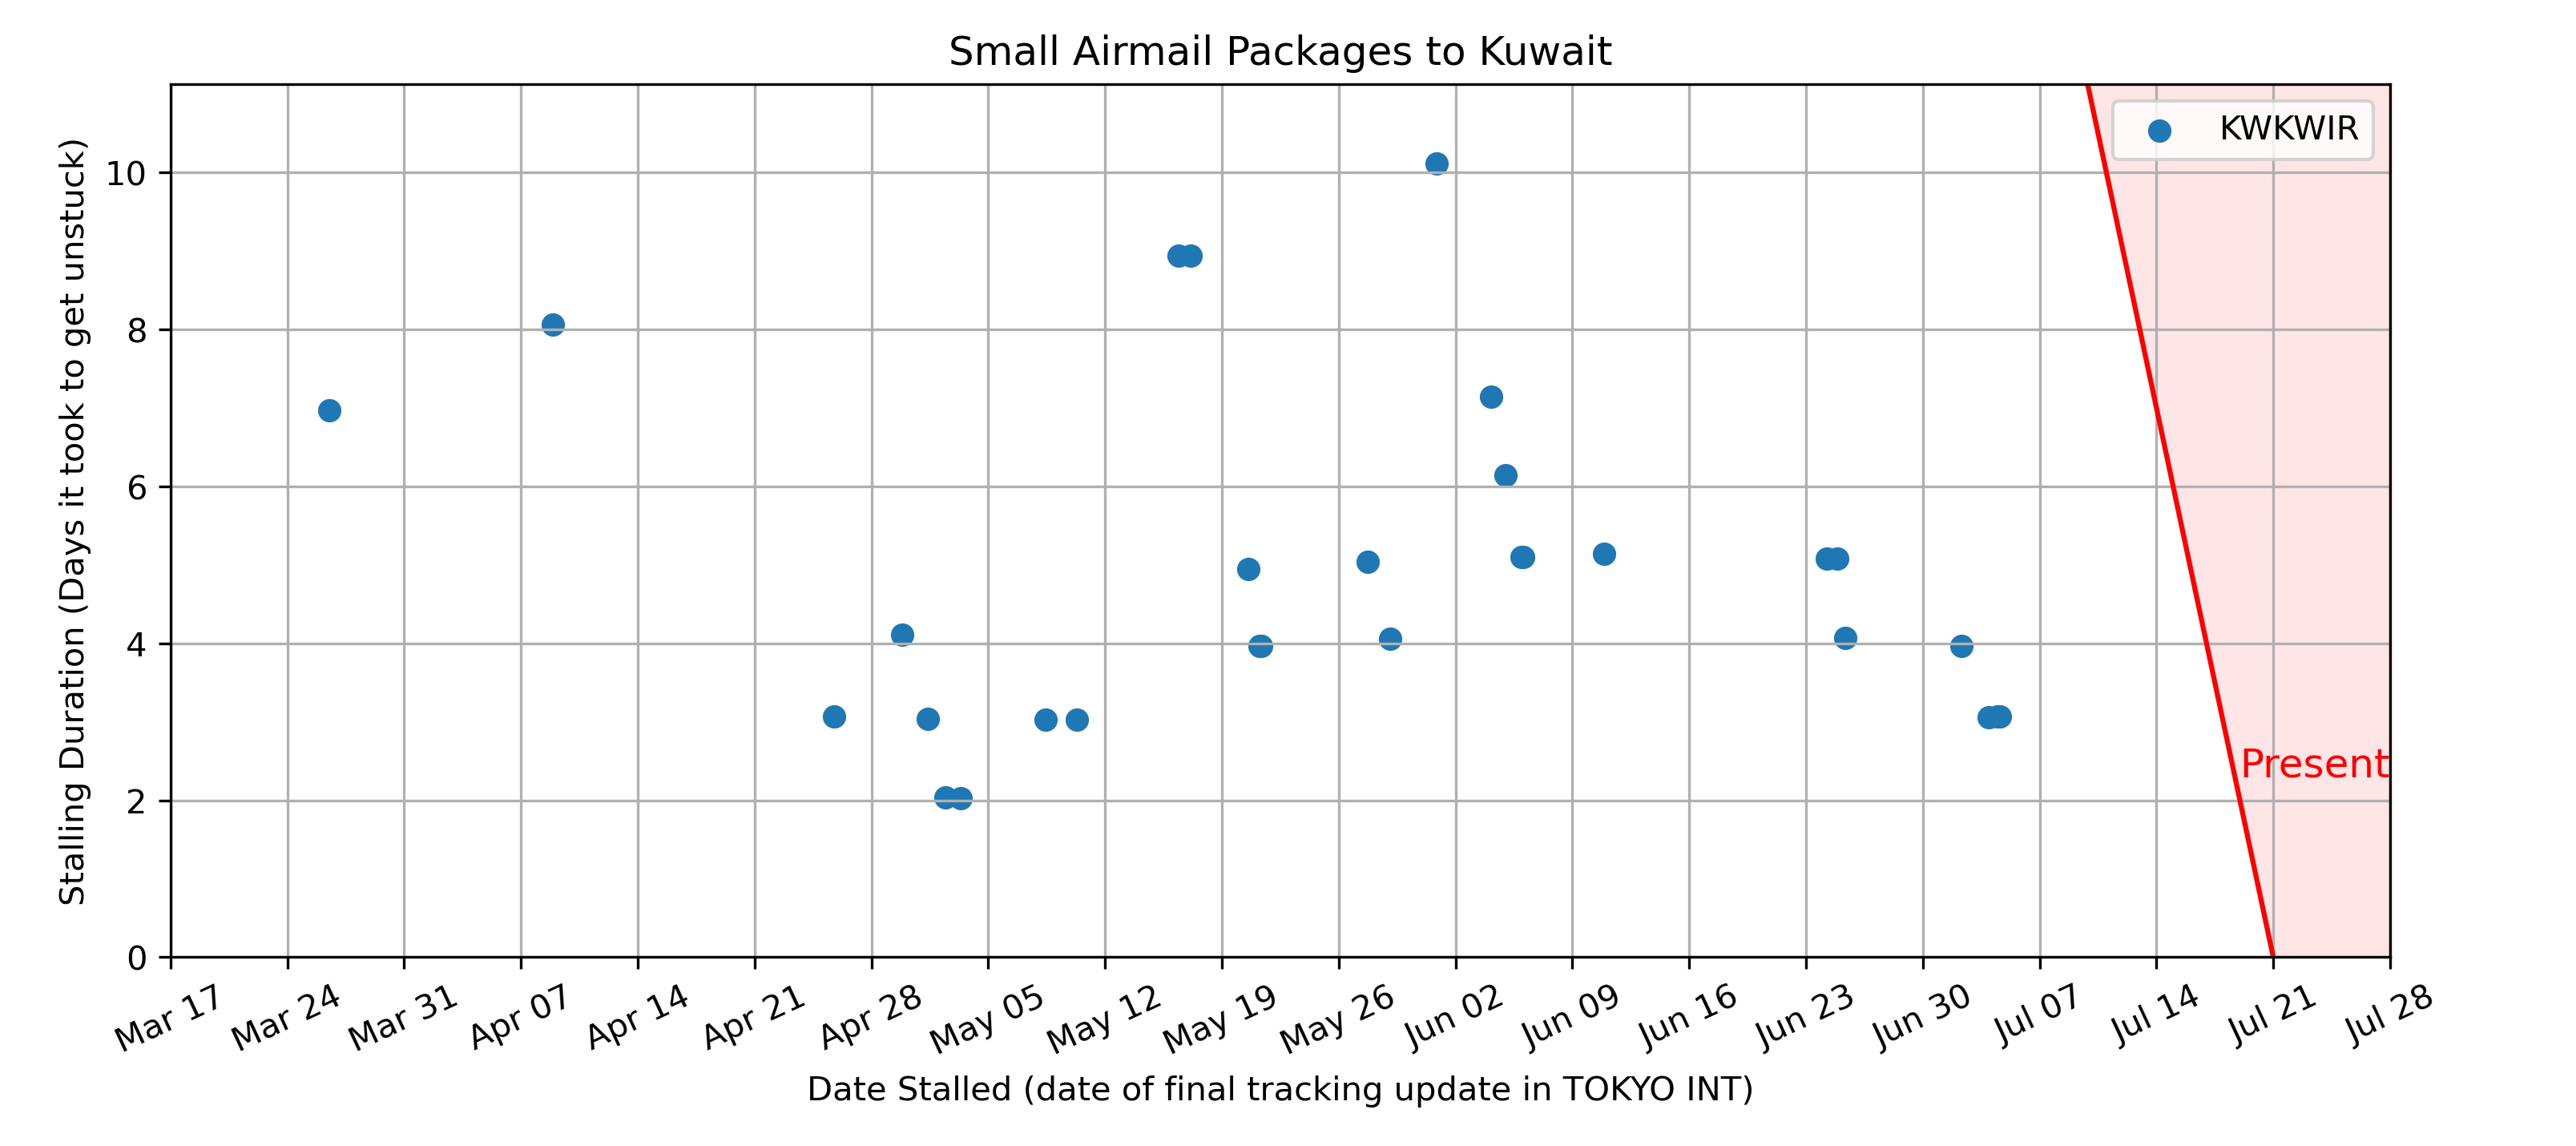 Small Airmail Packages to Kuwait
KWKWIR
Stalling Duration (Days it took to get unstuck)
10
8
6
4
2
0
Present
Mar 17 Mar 24 Mar 31 Apr 07 Apr 14 Apr 21 Apr 28 May 05 May 12 May 19 May 26 Jun 02 Jun 09 Jun 16 Jun 23 Jun 30 Jul 07 Jul 14 Jul 21 Jul 28
Date Stalled (date of final tracking update in TOKYO INT)